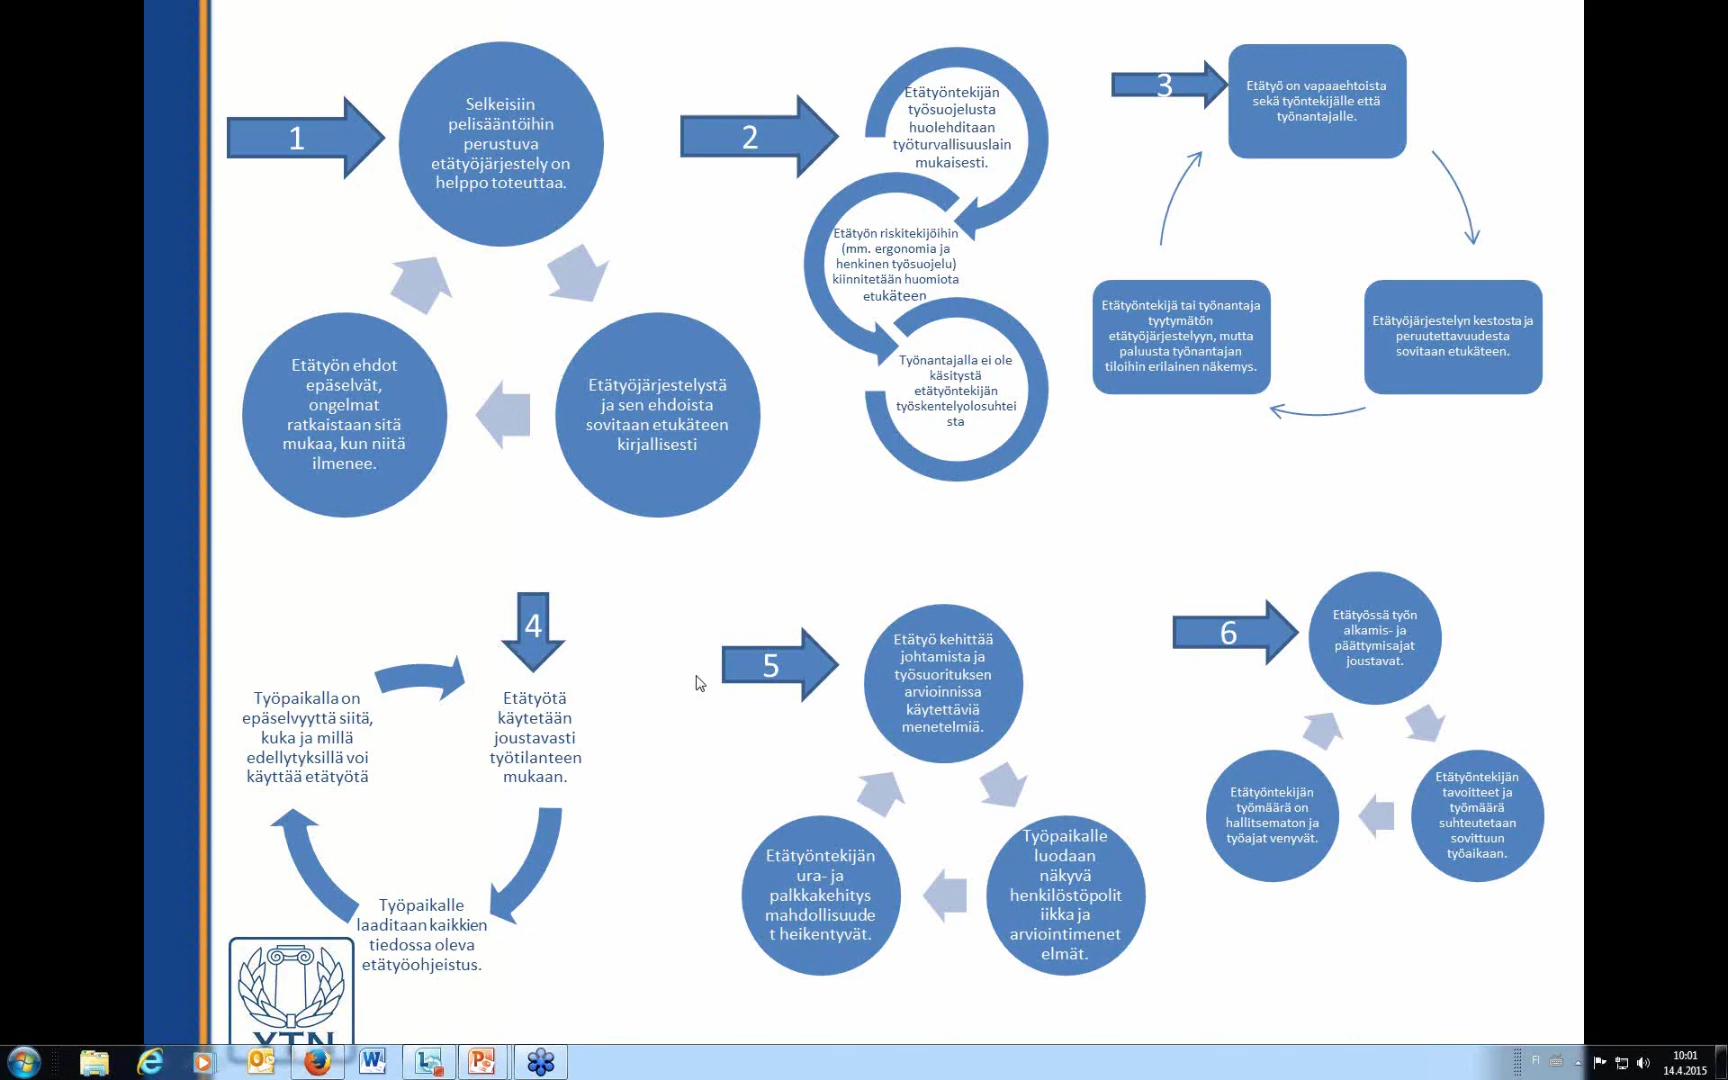 1
Selkeisiin
pelisääntöihin
perustuva
etätyöjärjestely on
helppo toteuttaa.
Etätyöjärjestelystä
ja sen ehdoista
sovitaan etukäteen
kirjallisesti
Etätyön ehdot
epäselvät,
ongelmat
ratkaistaan sitä
mukaa, kun niitä
ilmenee.
2
Etätyöntekijän
työsuojelusta
huolehditaan
työturvallisuuslain
mukaisesti.
Etätyön riskitekijöihin
(mm. ergonomia ja
henkinen työsuojelu)
kiinnitetään huomiota
etukäteen
Työnantajalla ei ole
käsitystä
etätyöntekijän
työskentelyolosuhtei
sta
3
Etätyö on vapaaehtoista
sekä työntekijälle että
työnantajalle.
Etätyöjärjestelyn kestosta ja
peruutettavuudesta
sovitaan etukäteen.
Etätyöntekijä tai työnantaja
tyytymätön
etätyöjärjestelyyn, mutta
paluusta työnantajan
tiloihin erilainen näkemys.
4
Etätyötä
käytetään
joustavasti
työtilanteen
mukaan.
Työpaikalle
laaditaan kaikkien
tiedossa oleva
etätyöohjeistus.
Työpaikalla on
epäselvyyttä siitä,
kuka ja millä
edellytyksillä voi
käyttää etätyötä
5
Etätyö kehittää
johtamista ja
työsuorituksen
arvioinnissa
käytettäviä
menetelmiä.
Työpaikalle
luodaan
näkyvä
henkilöstöpolit
iikka ja
arviointimenet
elmät.
Etätyöntekijän
ura- ja
palkkakehitys
mahdollisuude
t heikentyvät.
6
Etätyössä työn
alkamis- ja
päättymisajat
joustavat.
Etätyöntekijän
tavoitteet ja
työmäärä
suhteutetaan
sovittuun
työaikaan.
Etätyöntekijän
työmäärä on
hallitsematon ja
työajat venyvät.
YTN
FI
10:01
14.4.2015